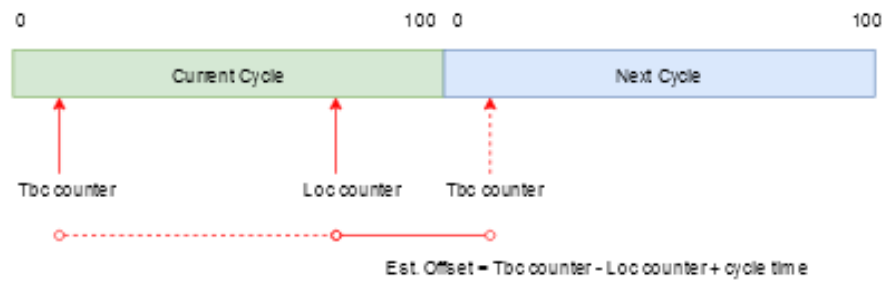 0 100 0 100
Current Cycle Next Cycle
Tbc counter Loc counter Tbc counter
Est. Offset = Tbc counter - Loc counter + cycle time